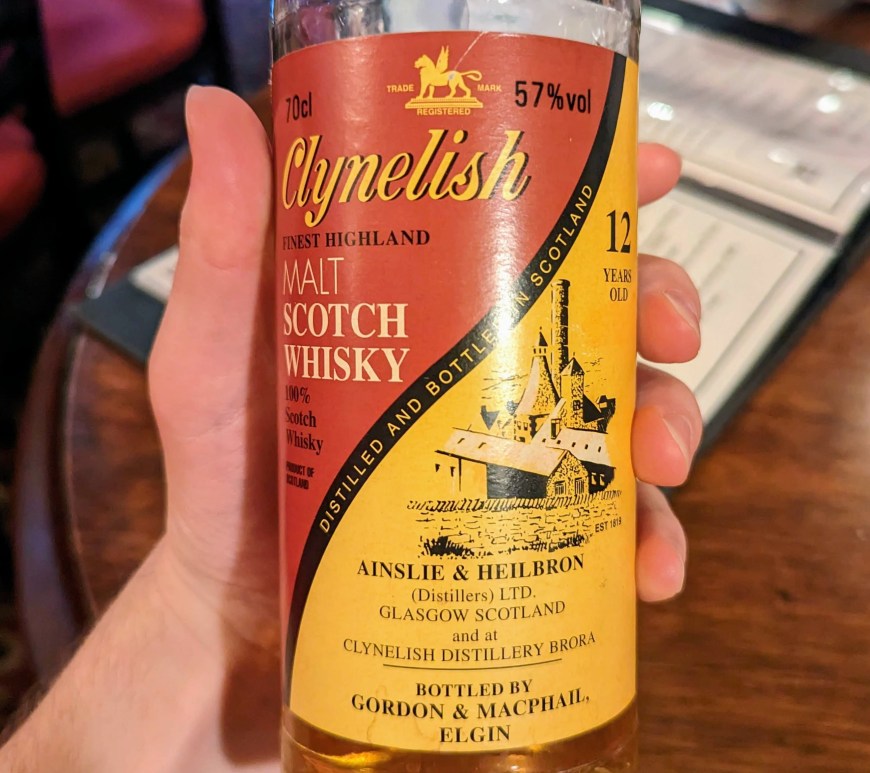 TRADE MARK
REGISTERED
70cl
57%vol
Clynelish
FINEST HIGHLAND
MALT
SCOTCH
WHISKY
100%
Scotch
Whisky
PRODUCT OF
SCOTLAND
DISTILLED AND BOTTLED IN SCOTLAND
12
YEARS
OLD
EST 1819
AINSLIE & HEILBRON
(Distillers) LTD.
GLASGOW SCOTLAND
and at
CLYNELISH DISTILLERY BRORA
BOTTLED BY
GORDON & MACPHAIL,
ELGIN